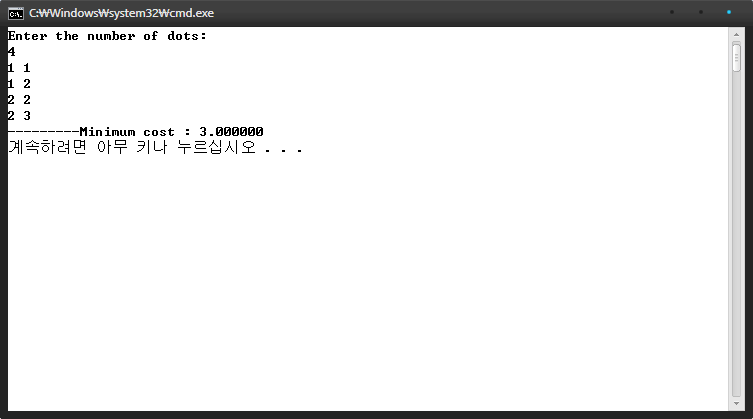 C:₩Windows₩system32₩cmd.exe
Enter the number of dots:
4
1 1
1 2
2 2
2 3
---------Minimum cost : 3.000000
계속하려면 아무 키나 누르십시오 . . .